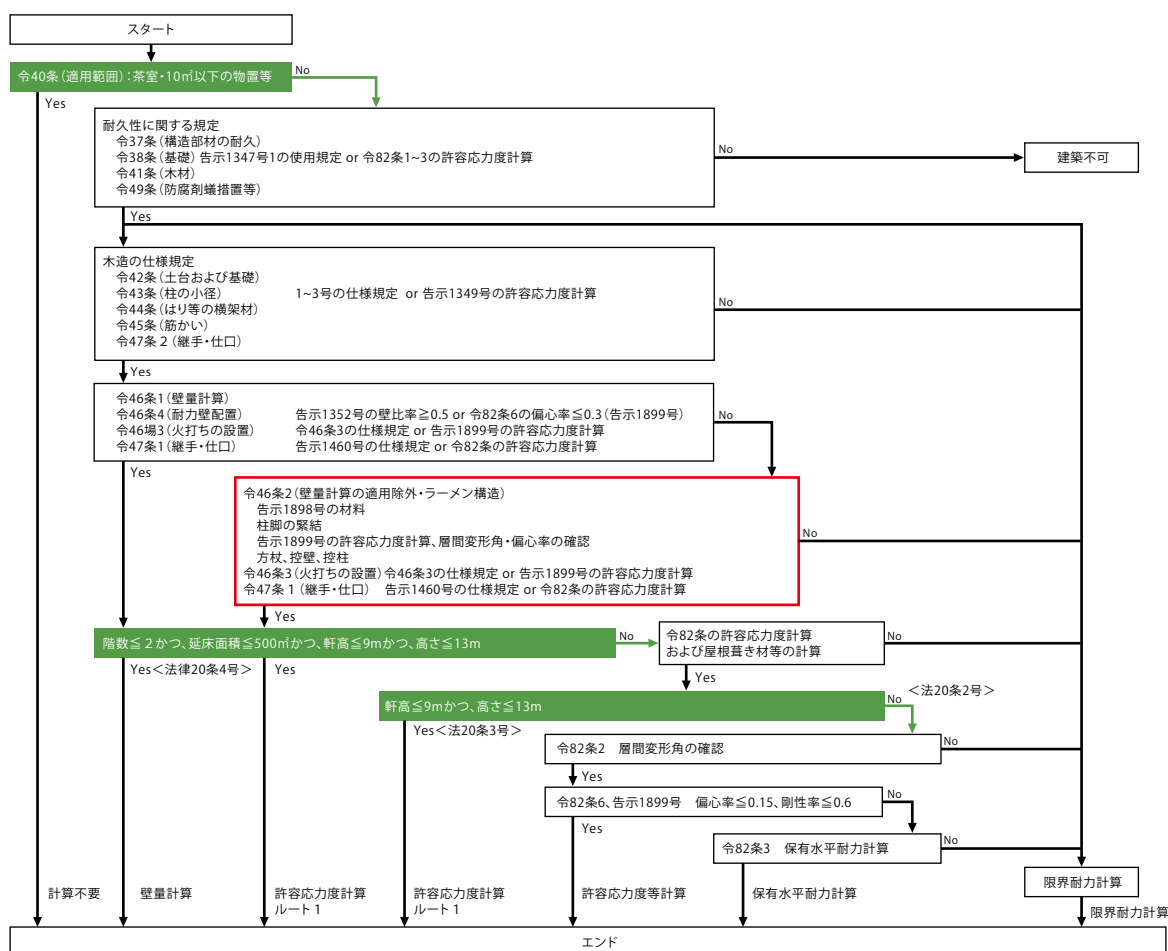 スタート
令40条（適用範囲）：茶室・10㎡以下の物置等
No
Yes
耐久性に関する規定
令37条（構造部材の耐久）
令38条（基礎）告示1347号1の使用規定 or 令82条1~3の許容応力度計算
令41条（木材）
令49条（防腐剤蟻措置等）
No
建築不可
Yes
木造の仕様規定
令42条（土台および基礎）
令43条（柱の小径） 1~3号の仕様規定 or 告示1349号の許容応力度計算
令44条（はり等の横架材）
令45条（筋かい）
令47条２（継手・仕口）
No
Yes
令46条1（壁量計算）
令46条4（耐力壁配置） 告示1352号の壁比率≧0.5 or 令82条6の偏心率≦0.3（告示1899号）
令46場3（火打ちの設置） 令46条3の仕様規定 or 告示1899号の許容応力度計算
令47条1（継手・仕口） 告示1460号の仕様規定 or 令82条の許容応力度計算
No
Yes
令46条2（壁量計算の適用除外・ラーメン構造）
告示1898号の材料
柱脚の緊結
告示1899号の許容応力度計算、層間変形角・偏心率の確認
方杖、控壁、控柱
令46条3（火打ちの設置）令46条3の仕様規定 or 告示1899号の許容応力度計算
令47条１（継手・仕口） 告示1460号の仕様規定 or 令82条の許容応力度計算
No
Yes
階数≦２かつ、延床面積≦500㎡かつ、軒高≦9mかつ、高さ≦13m
No
令82条の許容応力度計算
および屋根葺き材等の計算
No
Yes＜法律20条4号＞
Yes
Yes
軒高≦9mかつ、高さ≦13m
No
＜法20条2号＞
Yes＜法20条3号＞
令82条2 層間変形角の確認
No
Yes
令82条6、告示1899号 偏心率≦0.15、剛性率≦0.6
No
Yes
令82条3 保有水平耐力計算
No
限界耐力計算
計算不要
壁量計算
許容応力度計算
ルート１
許容応力度計算
ルート１
許容応力度等計算
保有水平耐力計算
限界耐力計算
エンド